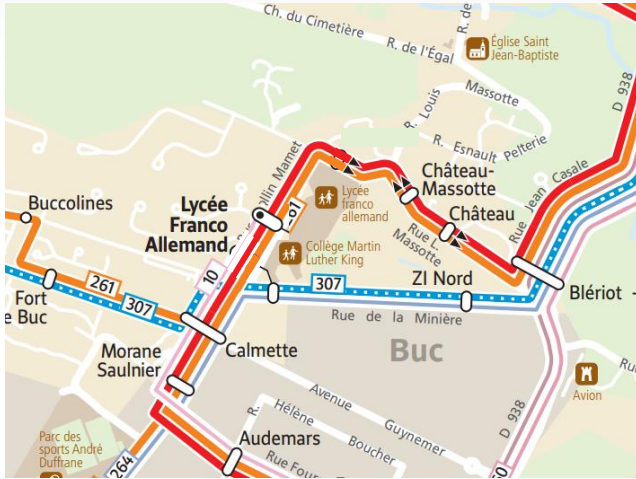 Ch. du Cimetière
R. de l'Égal
R. de
Église Saint
Jean-Baptiste
D 938
R. Louis
Massotte
R. Esnault Pelterie
Rue Jean Casale
Château-
Massotte
Château
Lycée
franco
allemand
Collège Martin
Luther King
Rue L.
Massotte
Lycée
Franco
Allemand
Buccolines
10
261
307
Fort
e Buc
307
ZI Nord
Blériot
Rue de la Minière
Buc
Morane
Saulnier
Calmette
Avenue
Guynemer
D 938
Avion
R. Hélène
Boucher
Audemars
Rue Four
Parc des
sports André
Duffrane
264